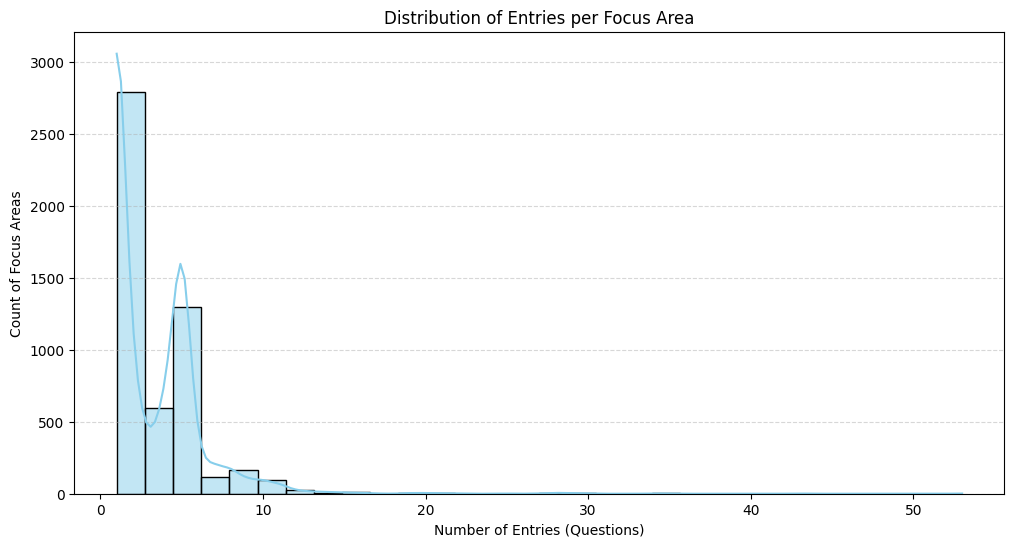 Distribution of Entries per Focus Area
Count of Focus Areas
3000
2500
2000
1500
1000
500
0
0 10 20 30 40 50
Number of Entries (Questions)